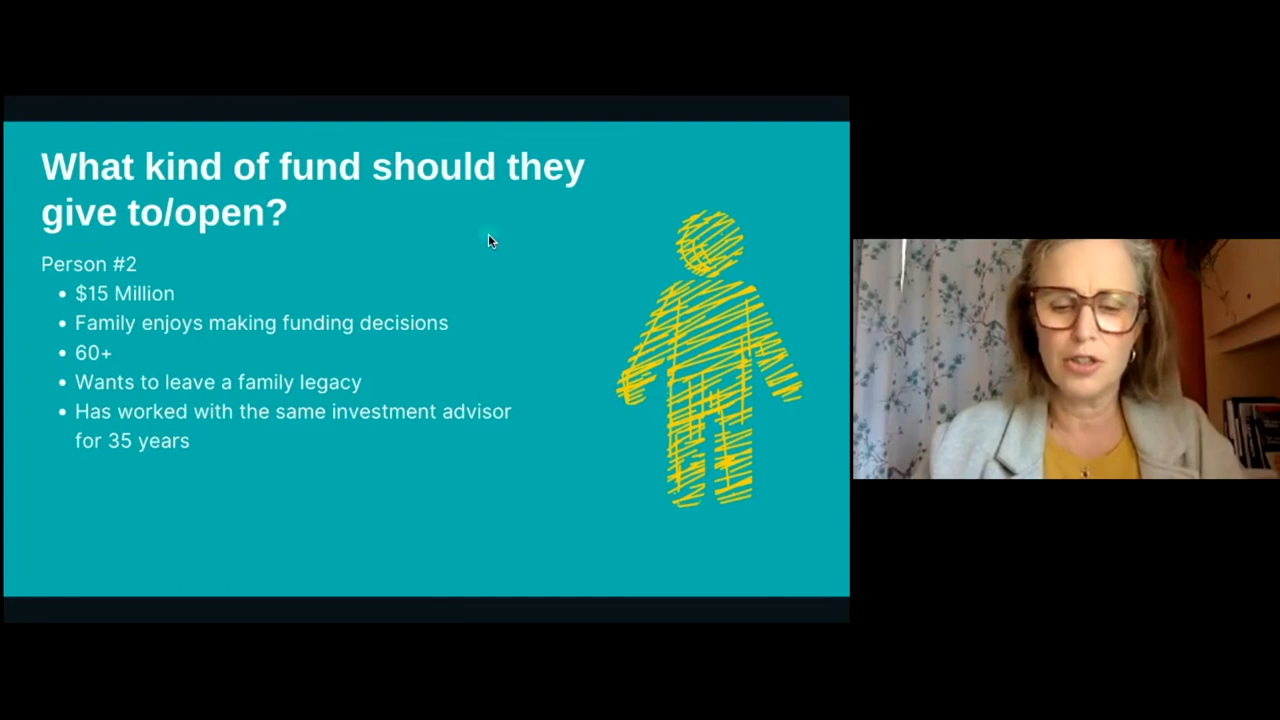 What kind of fund should they
give to/open?
Person #2
• $15 Million
• Family enjoys making funding decisions
• 60+
• Wants to leave a family legacy
• Has worked with the same investment advisor
for 35 years